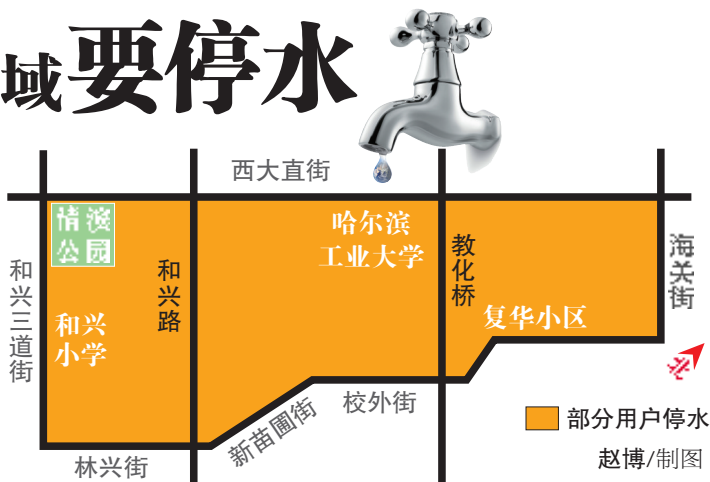 域要停水
西大直街
情滨
公园
哈尔滨
工业大学
和兴三道街
和兴路
教化桥
海关街
和兴
小学
复华小区
北
校外街
新苗圃街
林兴街
部分用户停水
赵博/制图